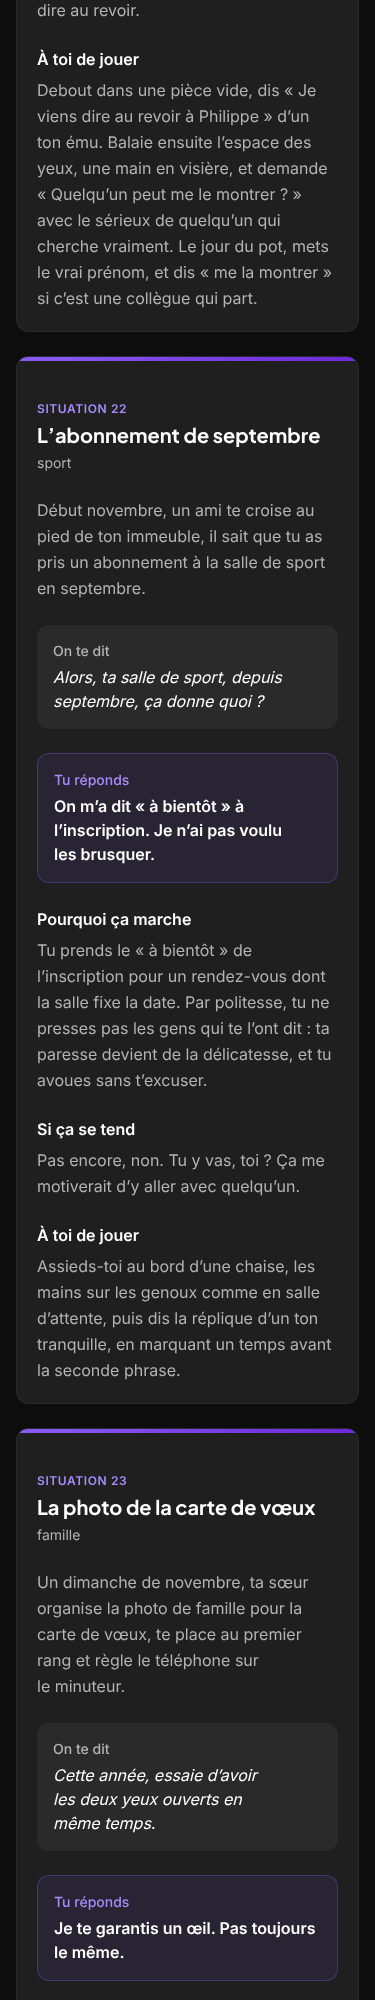 dire au revoir.
À toi de jouer
Debout dans une pièce vide, dis « Je
viens dire au revoir à Philippe » d’un
ton ému. Balaie ensuite l’espace des
yeux, une main en visière, et demande
« Quelqu’un peut me le montrer ? »
avec le sérieux de quelqu’un qui
cherche vraiment. Le jour du pot, mets
le vrai prénom, et dis « me la montrer »
si c’est une collègue qui part.
SITUATION 22
L’abonnement de septembre
sport
Début novembre, un ami te croise au
pied de ton immeuble, il sait que tu as
pris un abonnement à la salle de sport
en septembre.
On te dit
Alors, ta salle de sport, depuis
septembre, ça donne quoi ?
Tu réponds
On m’a dit « à bientôt » à
l’inscription. Je n’ai pas voulu
les brusquer.
Pourquoi ça marche
Tu prends le « à bientôt » de
l’inscription pour un rendez-vous dont
la salle fixe la date. Par politesse, tu ne
presses pas les gens qui te l’ont dit : ta
paresse devient de la délicatesse, et tu
avoues sans t’excuser.
Si ça se tend
Pas encore, non. Tu y vas, toi ? Ça me
motiverait d’y aller avec quelqu’un.
À toi de jouer
Assieds-toi au bord d’une chaise, les
mains sur les genoux comme en salle
d’attente, puis dis la réplique d’un ton
tranquille, en marquant un temps avant
la seconde phrase.
SITUATION 23
La photo de la carte de vœux
famille
Un dimanche de novembre, ta sœur
organise la photo de famille pour la
carte de vœux, te place au premier
rang et règle le téléphone sur
le minuteur.
On te dit
Cette année, essaie d’avoir
les deux yeux ouverts en
même temps.
Tu réponds
Je te garantis un œil. Pas toujours
le même.